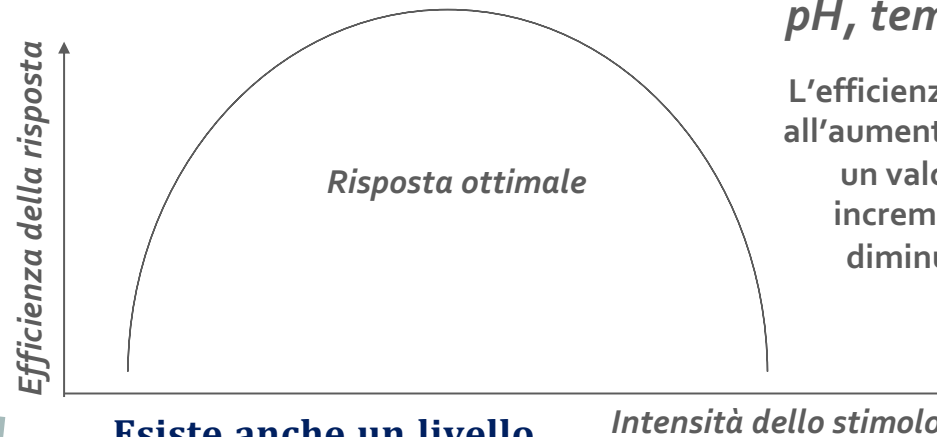 pH, tem
L'efficienz
all'aument
un valo
increm
diminu
Efficienza della risposta
Risposta ottimale
Intensità dello stimolo
Esiste anche un livello